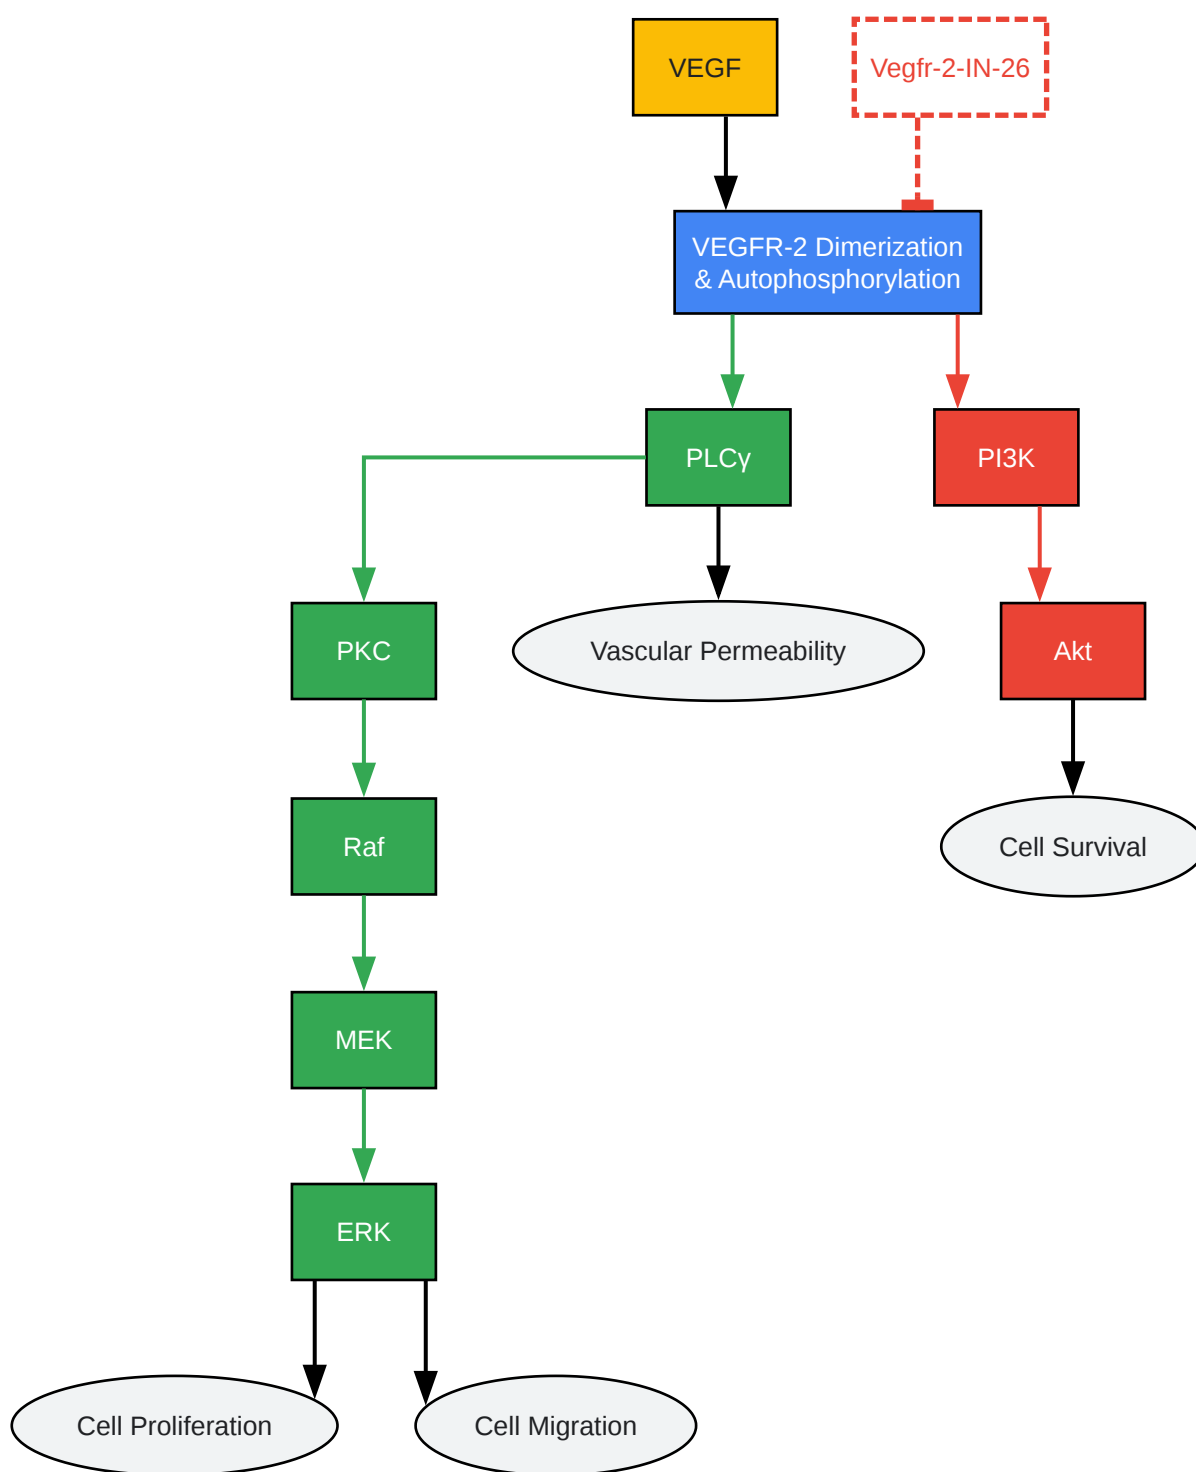 VEGF
Vegfr-2-IN-26
VEGFR-2 Dimerization
& Autophosphorylation
PLCγ
PI3K
PKC
Vascular Permeability
Akt
Raf
Cell Survival
MEK
ERK
Cell Proliferation
Cell Migration